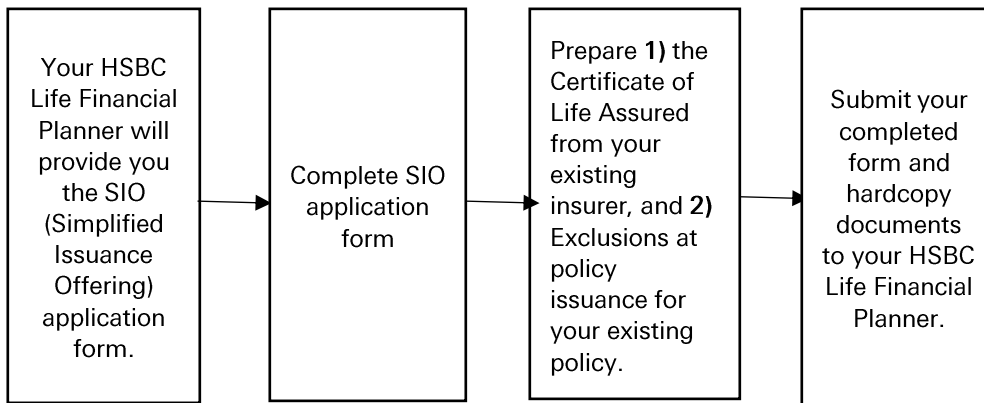 Your HSBC
Life Financial
Planner will
provide you
the SIO
(Simplified
Issuance
Offering)
application
form.
Complete SIO
application
form
Prepare 1) the
Certificate of
Life Assured
from your
existing
insurer, and 2)
Exclusions at
policy
issuance for
your existing
policy.
Submit your
completed
form and
hardcopy
documents
to your HSBC
Life Financial
Planner.